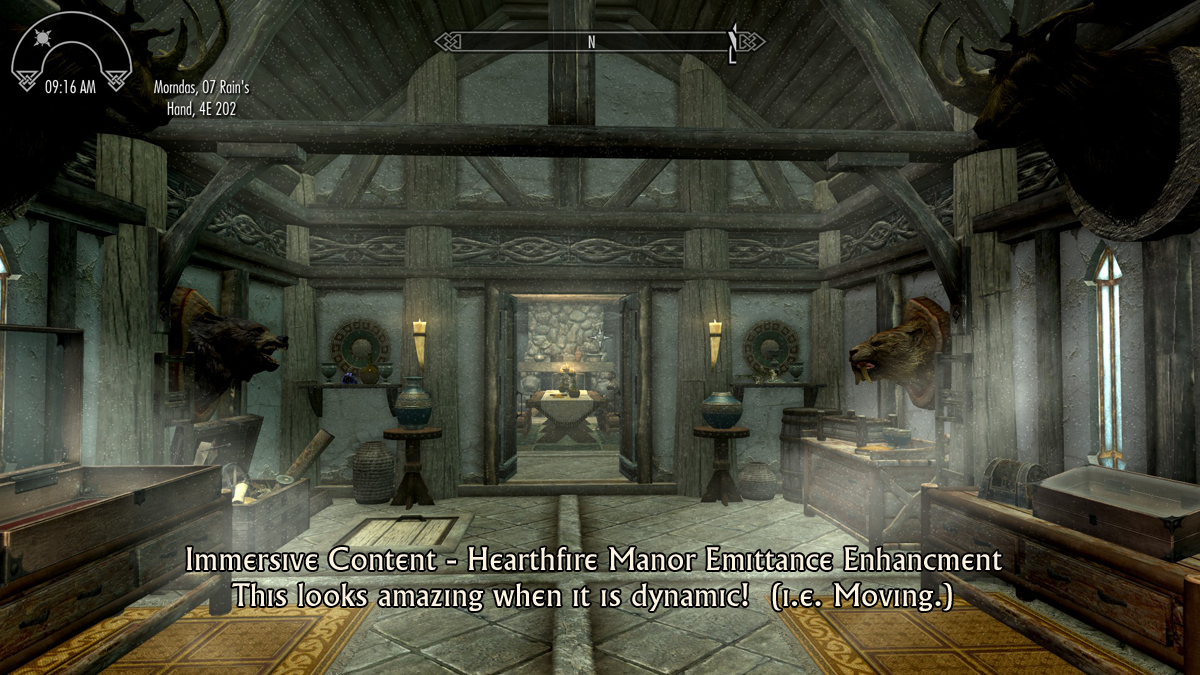 N
09:16 AM
Morndas, 07 Rain's
Hand, 4E 202
Immersive Content - Hearthfire Manor Emittance Enhancment
This looks amazing when it is dynamic!  (i.e. Moving.)